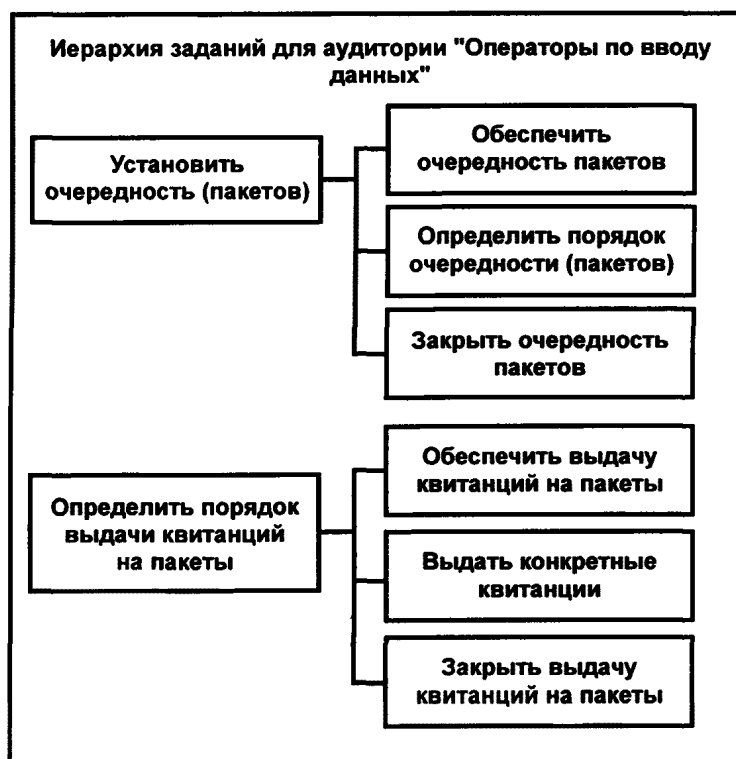 Иерархия заданий для аудитории "Операторы по вводу
данных"
Установить
очередность (пакетов)
Обеспечить
очередность пакетов
Определить порядок
очередности (пакетов)
Закрыть очередность
пакетов
Определить порядок
выдачи квитанций
на пакеты
Обеспечить выдачу
квитанций на пакеты
Выдать конкретные
квитанции
Закрыть выдачу
квитанций на пакеты